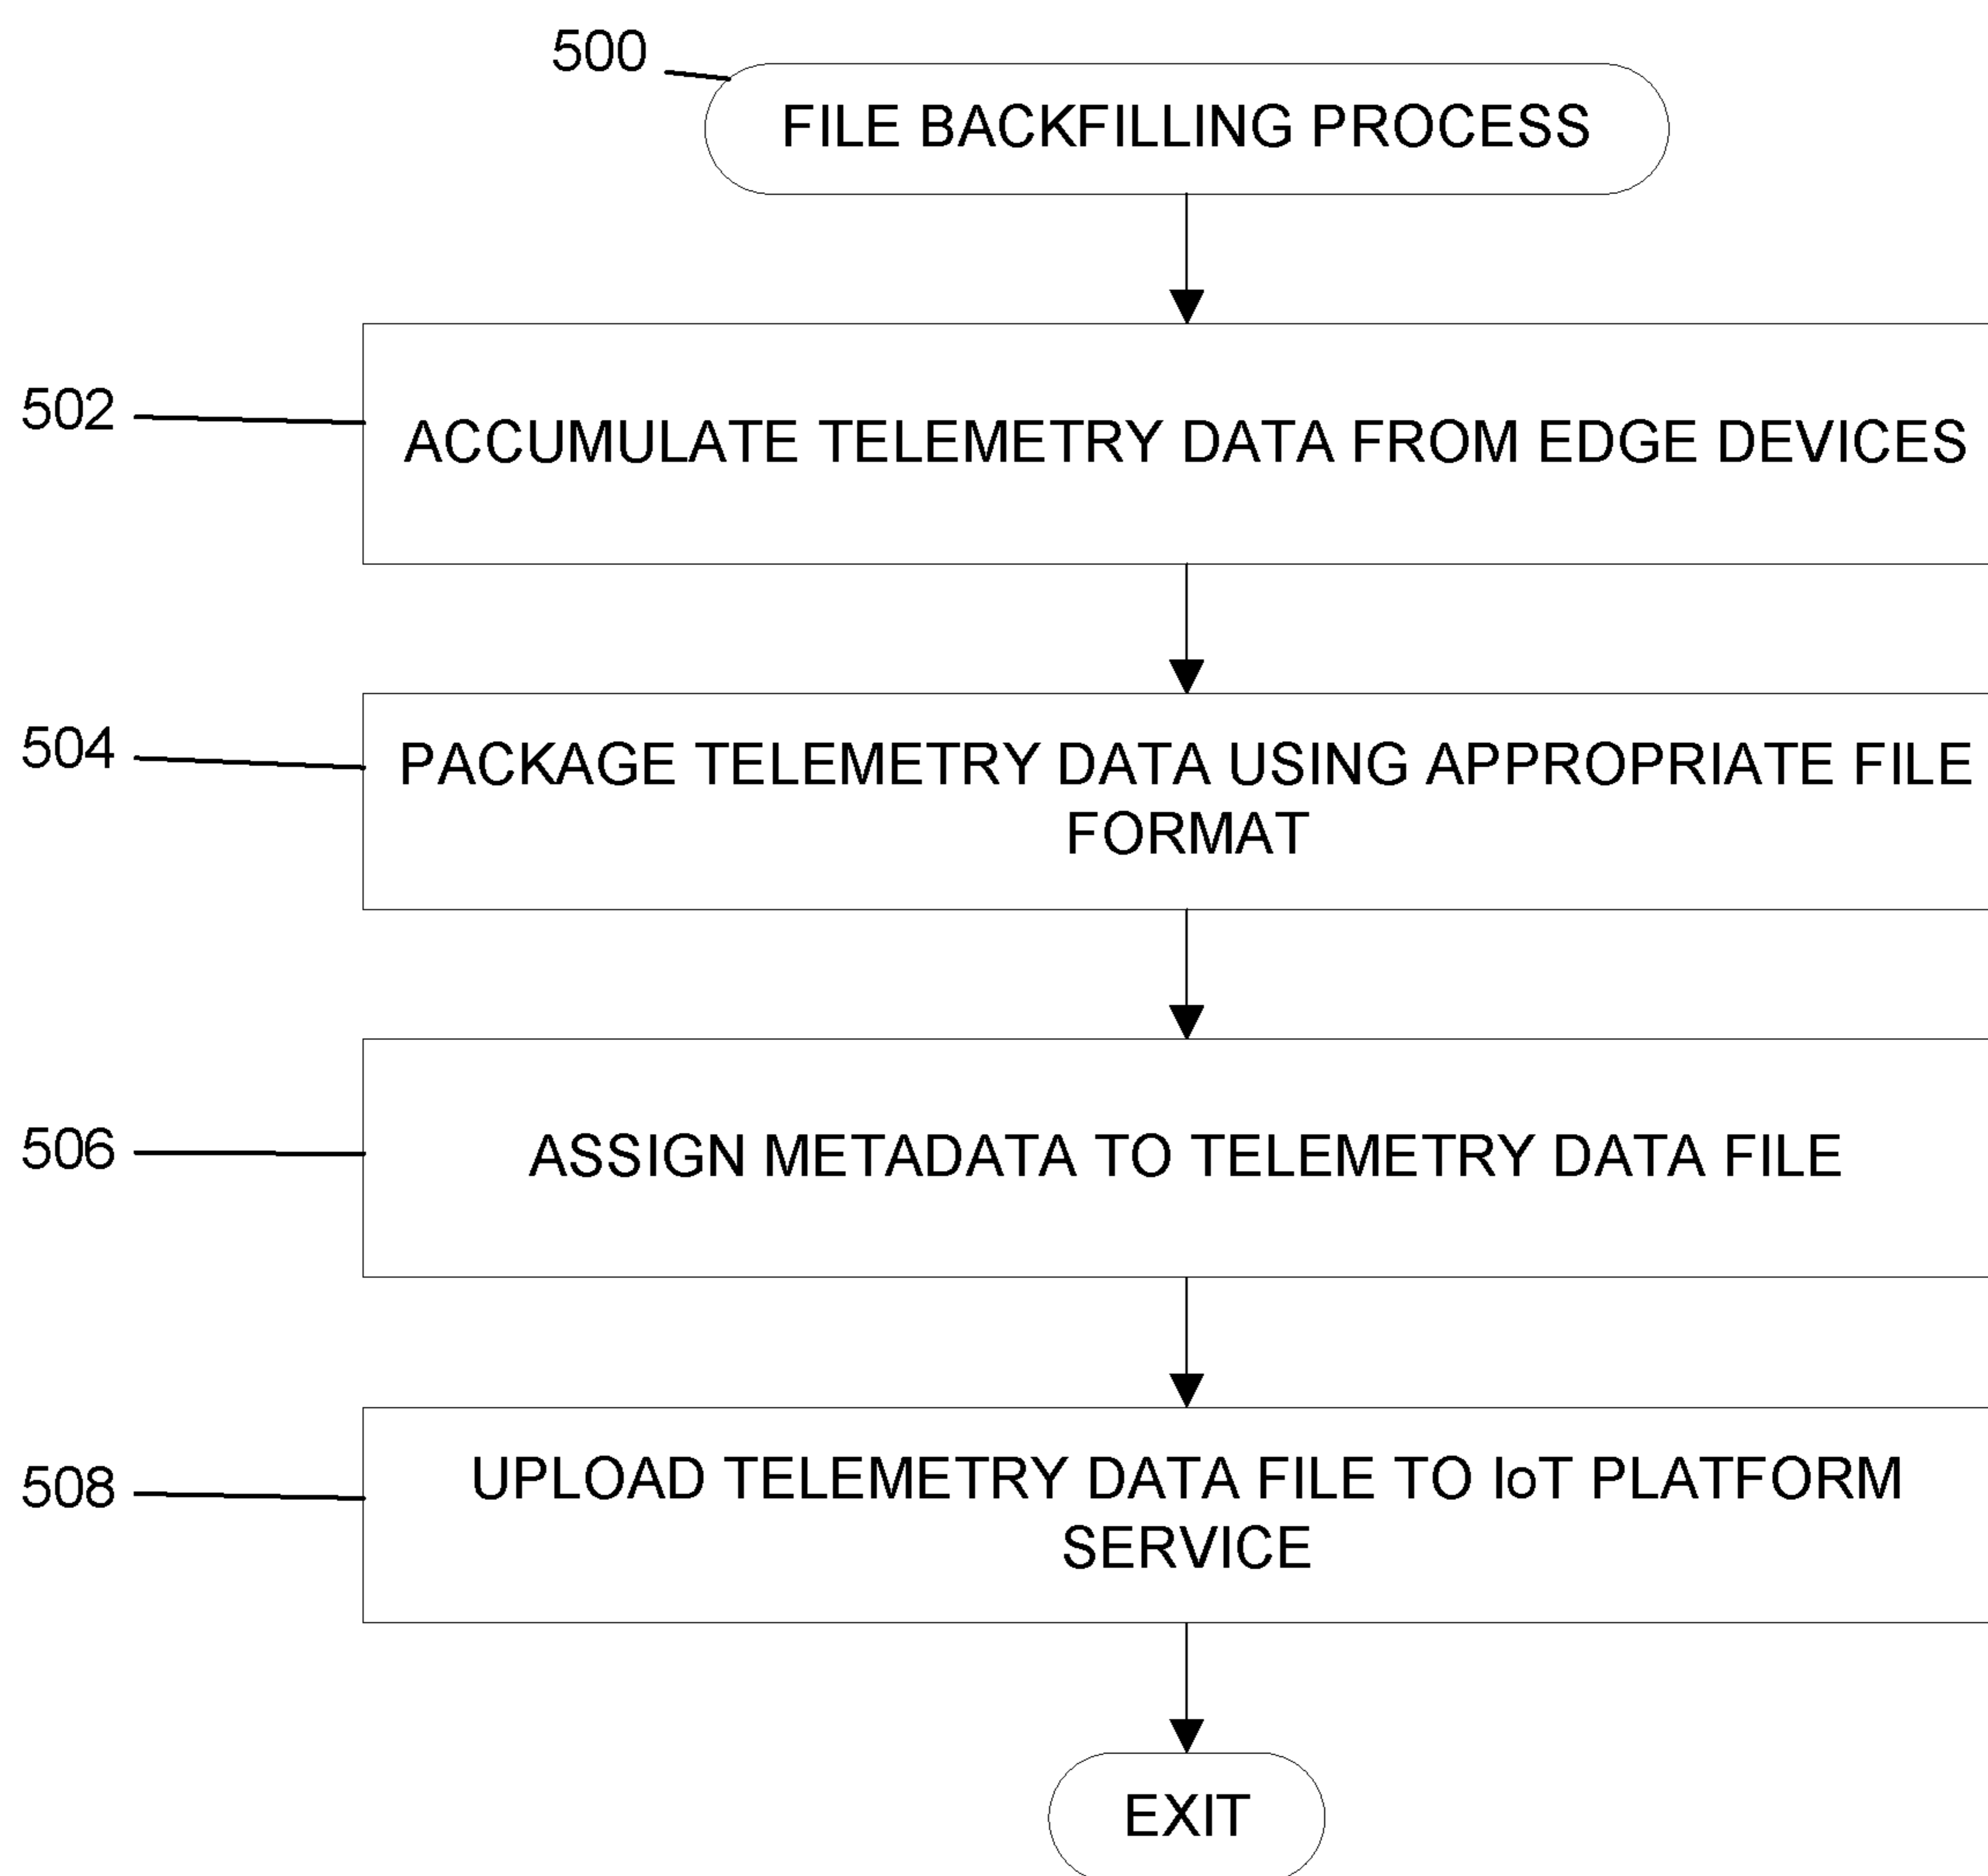 500
FILE BACKFILLING PROCESS
502
ACCUMULATE TELEMETRY DATA FROM EDGE DEVICES
504
PACKAGE TELEMETRY DATA USING APPROPRIATE FILE
FORMAT
506
ASSIGN METADATA TO TELEMETRY DATA FILE
508
UPLOAD TELEMETRY DATA FILE TO IoT PLATFORM
SERVICE
EXIT